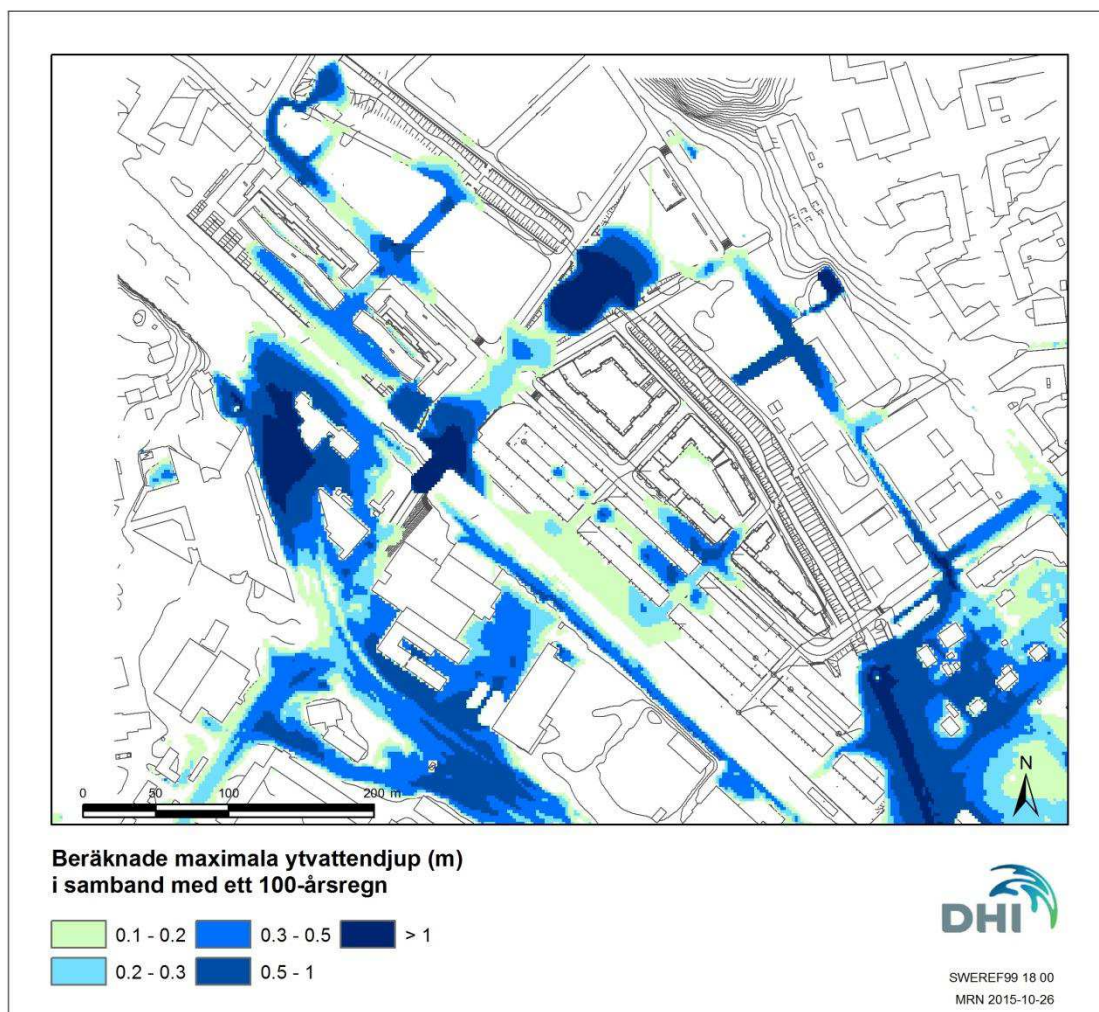 N
0 50 100 200 m
Beräknade maximala ytvattendjup (m)
i samband med ett 100-årsregn
0.1 - 0.2 0.3 - 0.5 > 1
0.2 - 0.3 0.5 - 1
DHI
SWEREF99 18 00
MRN 2015-10-26